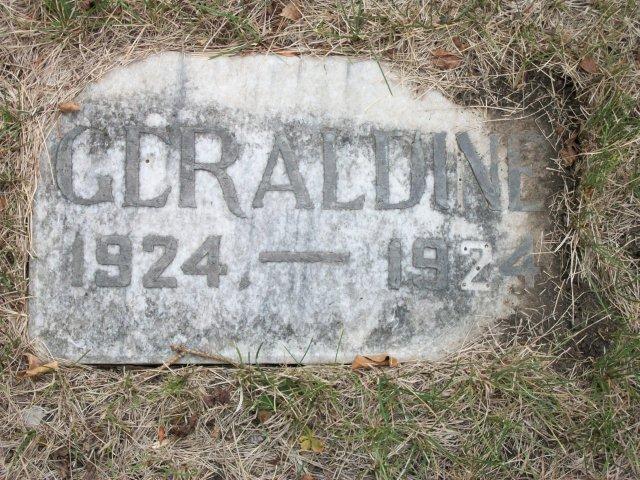 GERALDINE
1924. — 1924